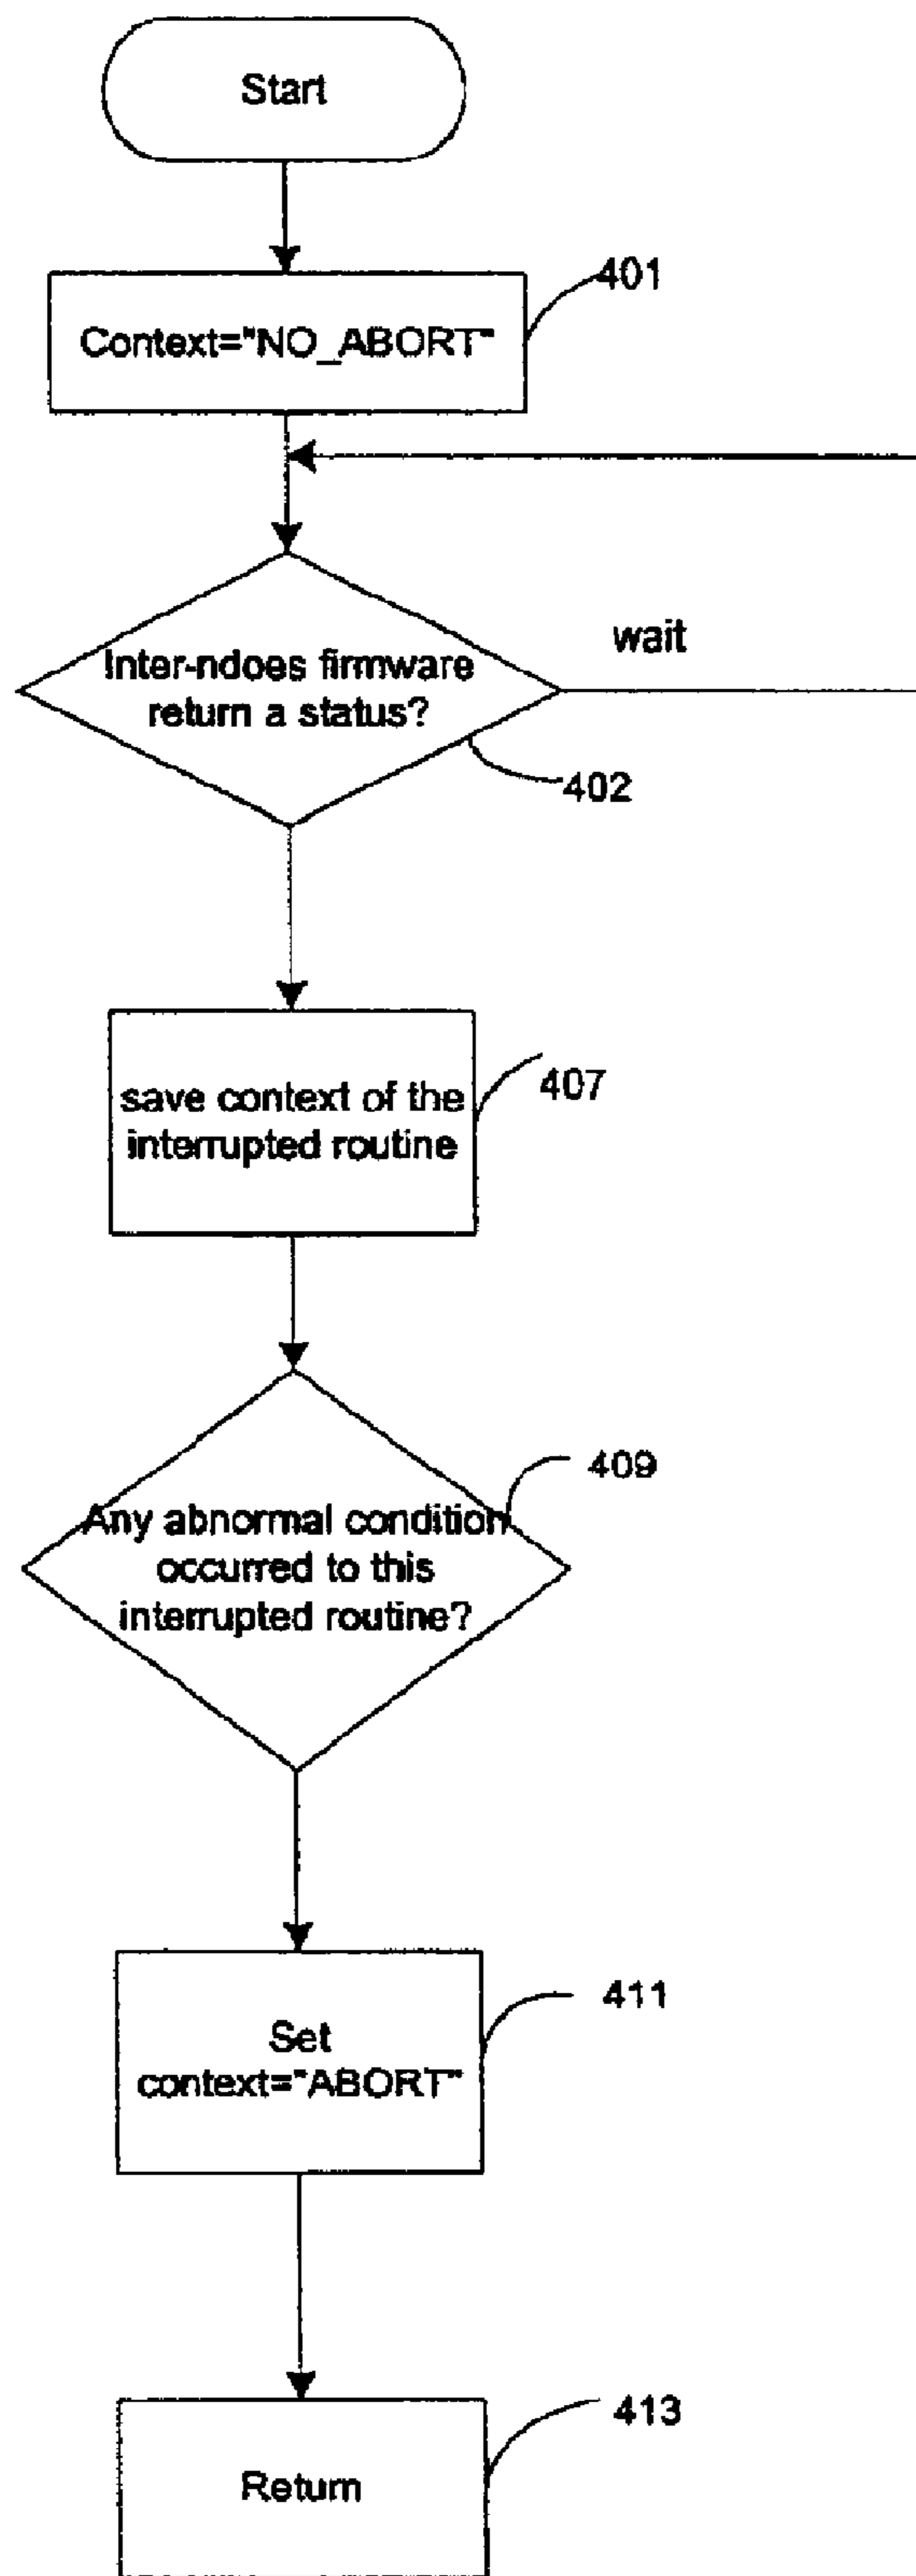 Start
401
Context="NO_ABORT"
wait
Inter-ndoes firmware
return a status?
402
save context of the
interrupted routine
407
409
Any abnormal condition
occurred to this
interrupted routine?
411
Set
context="ABORT"
413
Return